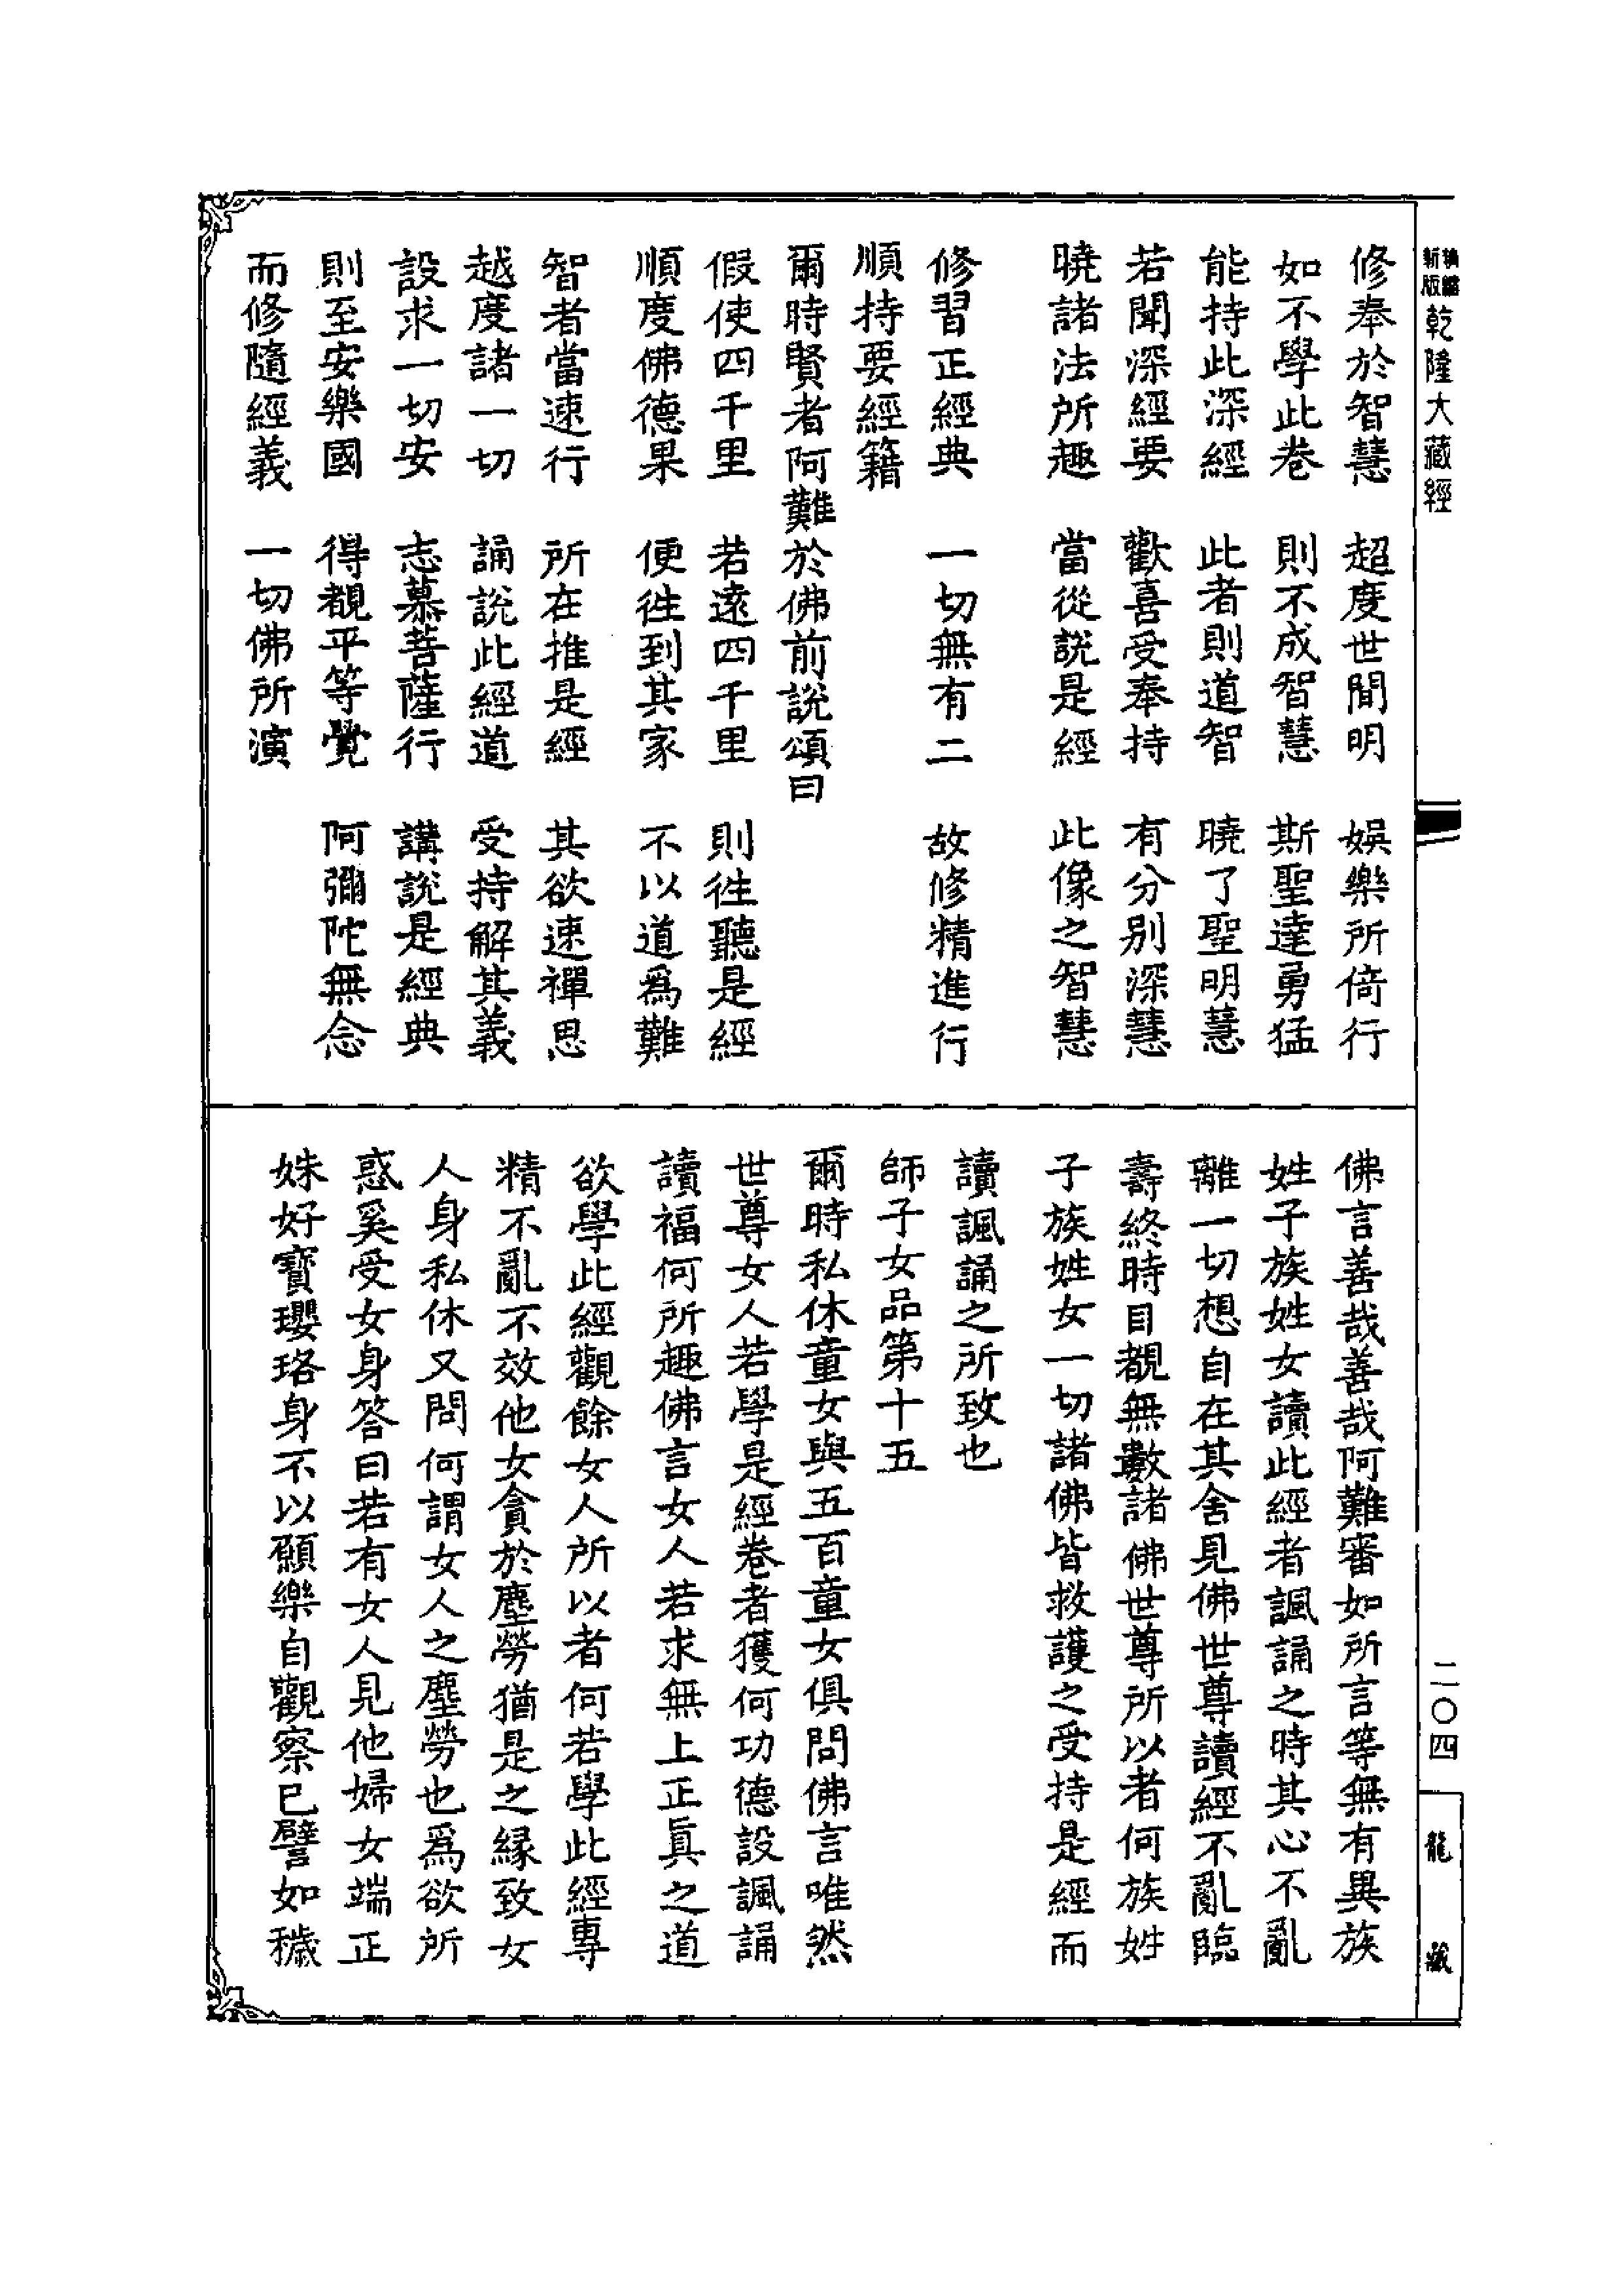 新版精縮乾隆大藏經
二〇四
龍藏
修奉於智慧　超度世間明　娛樂所倚行
如不學此卷　則不成智慧　斯聖達勇猛
能持此深經　此者則道智　曉了聖明慧
若聞深經要　歡喜受奉持　有分別深慧
曉諸法所趣　當從說是經　此像之智慧
修習正經典　一切無有二　故修精進行
順持要經籍
爾時賢者阿難於佛前說頌曰
假使四千里　若遠四千里　則往聽是經
順度佛德果　便往到其家　不以道為難
智者當速行　所在推是經　其欲速禪思
越度諸一切　誦說此經道　受持解其義
設求一切安　志慕菩薩行　講說是經典
則至安樂國　得覩平等覺　阿彌陀無念
而修隨經義　一切佛所演
佛言善哉善哉阿難審如所言等無有異族
姓子族姓女讀此經者諷誦之時其心不亂
離一切想自在其舍見佛世尊讀經不亂臨
壽終時目覩無數諸佛世尊所以者何族姓
子族姓女一切諸佛皆救護之受持是經而
讀諷誦之所致也
師子女品第十五
爾時私休童女與五百童女俱問佛言唯然
世尊女人若學是經卷者獲何功德設諷誦
讀福何所趣佛言女人若求無上正真之道
欲學此經觀餘女人所以者何若學此經專
精不亂不效他女貪於塵勞猶是之緣致女
人身私休又問何謂女人之塵勞也為欲所
惑奚受女身答曰若有女人見他婦女端正
姝好寶瓔珞身不以願樂自觀察已譬如穢